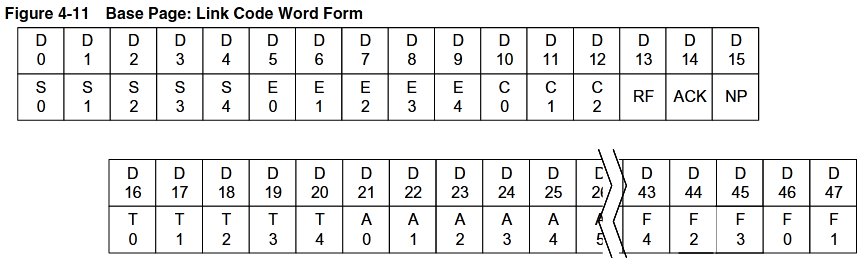 Figure 4-11 Base Page: Link Code Word Form
D D D D D D D D D D D D D D D D
0 1 2 3 4 5 6 7 8 9 10 11 12 13 14 15
S S S S S E E E E E C C C RF ACK NP
0 1 2 3 4 0 1 2 3 4 0 1 2
D D D D D D D D D D D D D D D D
16 17 18 19 20 21 22 23 24 25 26 43 44 45 46 47
T T T T T A A A A A A F F F F F
0 1 2 3 4 0 1 2 3 4 5 4 2 3 0 1